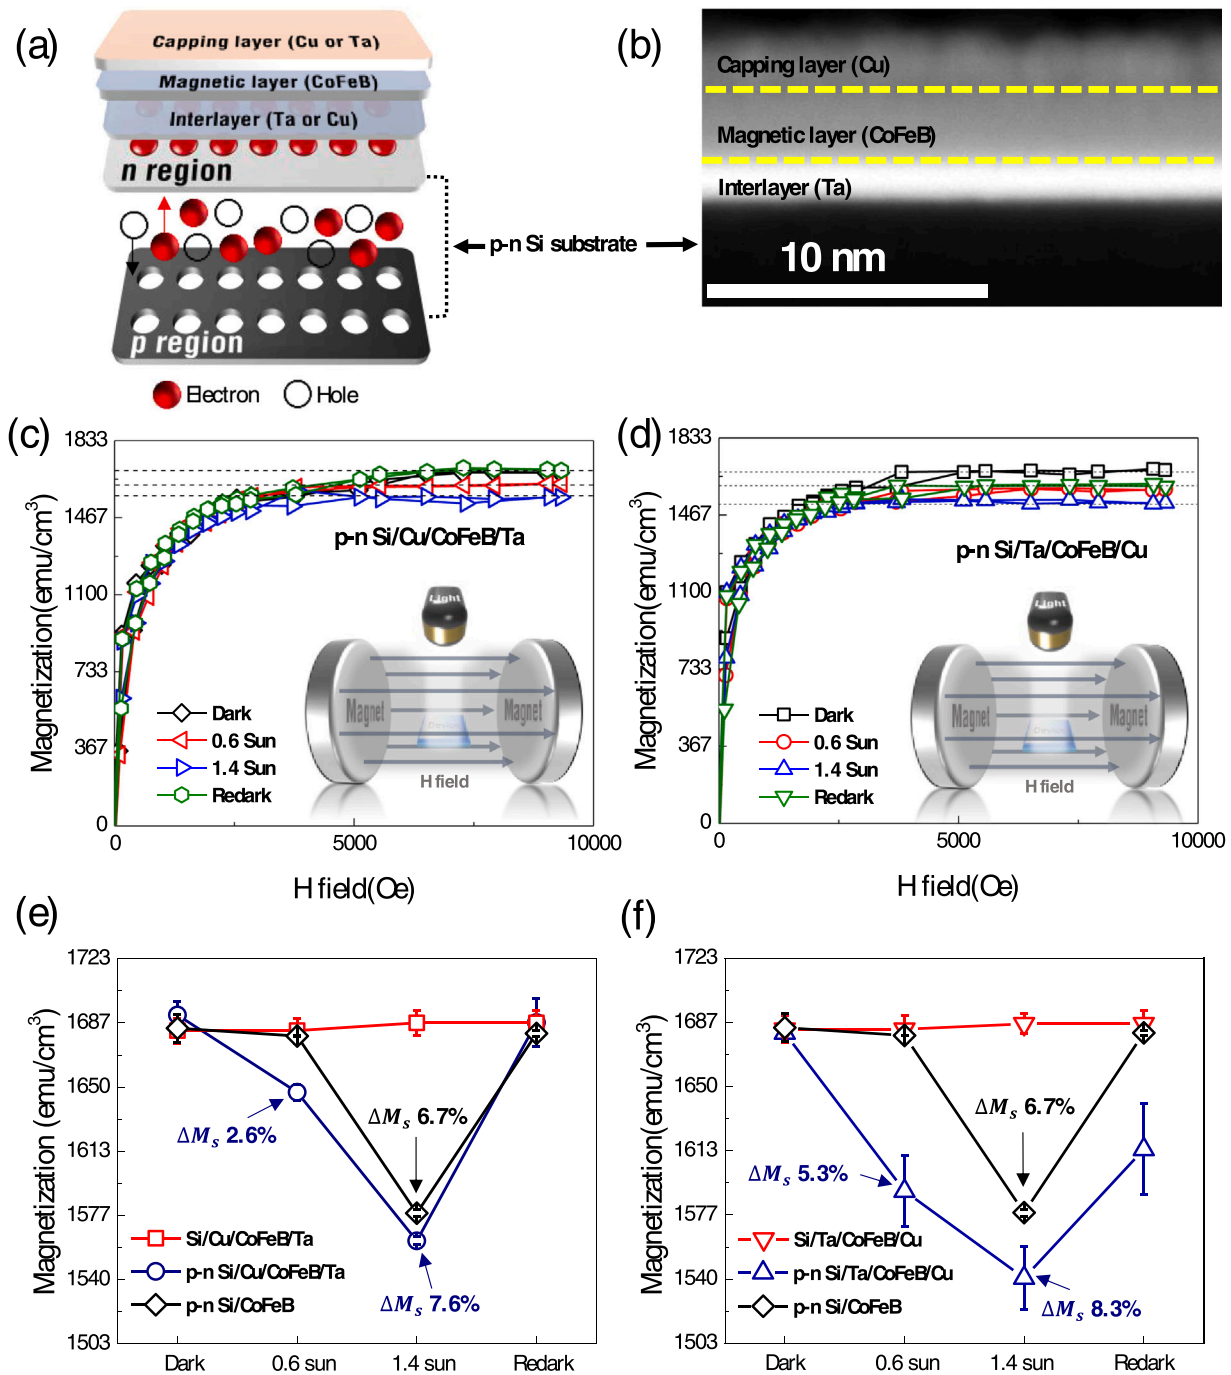 (a)
Capping layer (Cu or Ta)
Magnetic layer (CoFeB)
Interlayer (Ta or Cu)
n region
p region
Electron
Hole
p-n Si substrate
(b)
Capping layer (Cu)
Magnetic layer (CoFeB)
Interlayer (Ta)
10 nm
(c)
Magnetization(emu/cm³)
1833
1467
1100
733
367
0
p-n Si/Cu/CoFeB/Ta
Light
Magnet
Device
Magnet
H field
Dark
0.6 Sun
1.4 Sun
Redark
0
5000
10000
H field(Oe)
(d)
Magnetization(emu/cm³)
1833
1467
1100
733
367
0
p-n Si/Ta/CoFeB/Cu
Light
Magnet
Device
Magnet
H field
Dark
0.6 Sun
1.4 Sun
Redark
0
5000
10000
H field(Oe)
(e)
Magnetization (emu/cm³)
1723
1687
1650
1613
1577
1540
1503
ΔMₛ 2.6%
ΔMₛ 6.7%
ΔMₛ 7.6%
Si/Cu/CoFeB/Ta
p-n Si/Cu/CoFeB/Ta
p-n Si/CoFeB
Dark
0.6 sun
1.4 sun
Redark
(f)
Magnetization(emu/cm³)
1723
1687
1650
1613
1577
1540
1503
ΔMₛ 5.3%
ΔMₛ 6.7%
ΔMₛ 8.3%
Si/Ta/CoFeB/Cu
p-n Si/Ta/CoFeB/Cu
p-n Si/CoFeB
Dark
0.6 sun
1.4 sun
Redark